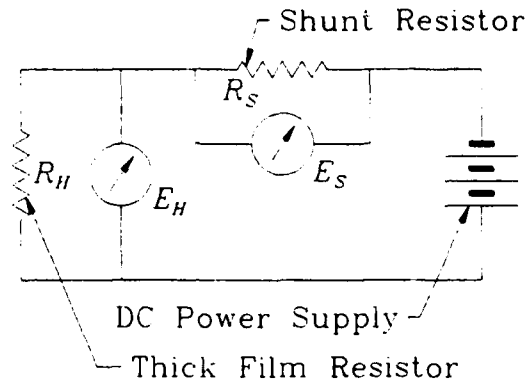 Shunt Resistor
R_S
R_H
E_H
E_S
DC Power Supply
Thick Film Resistor